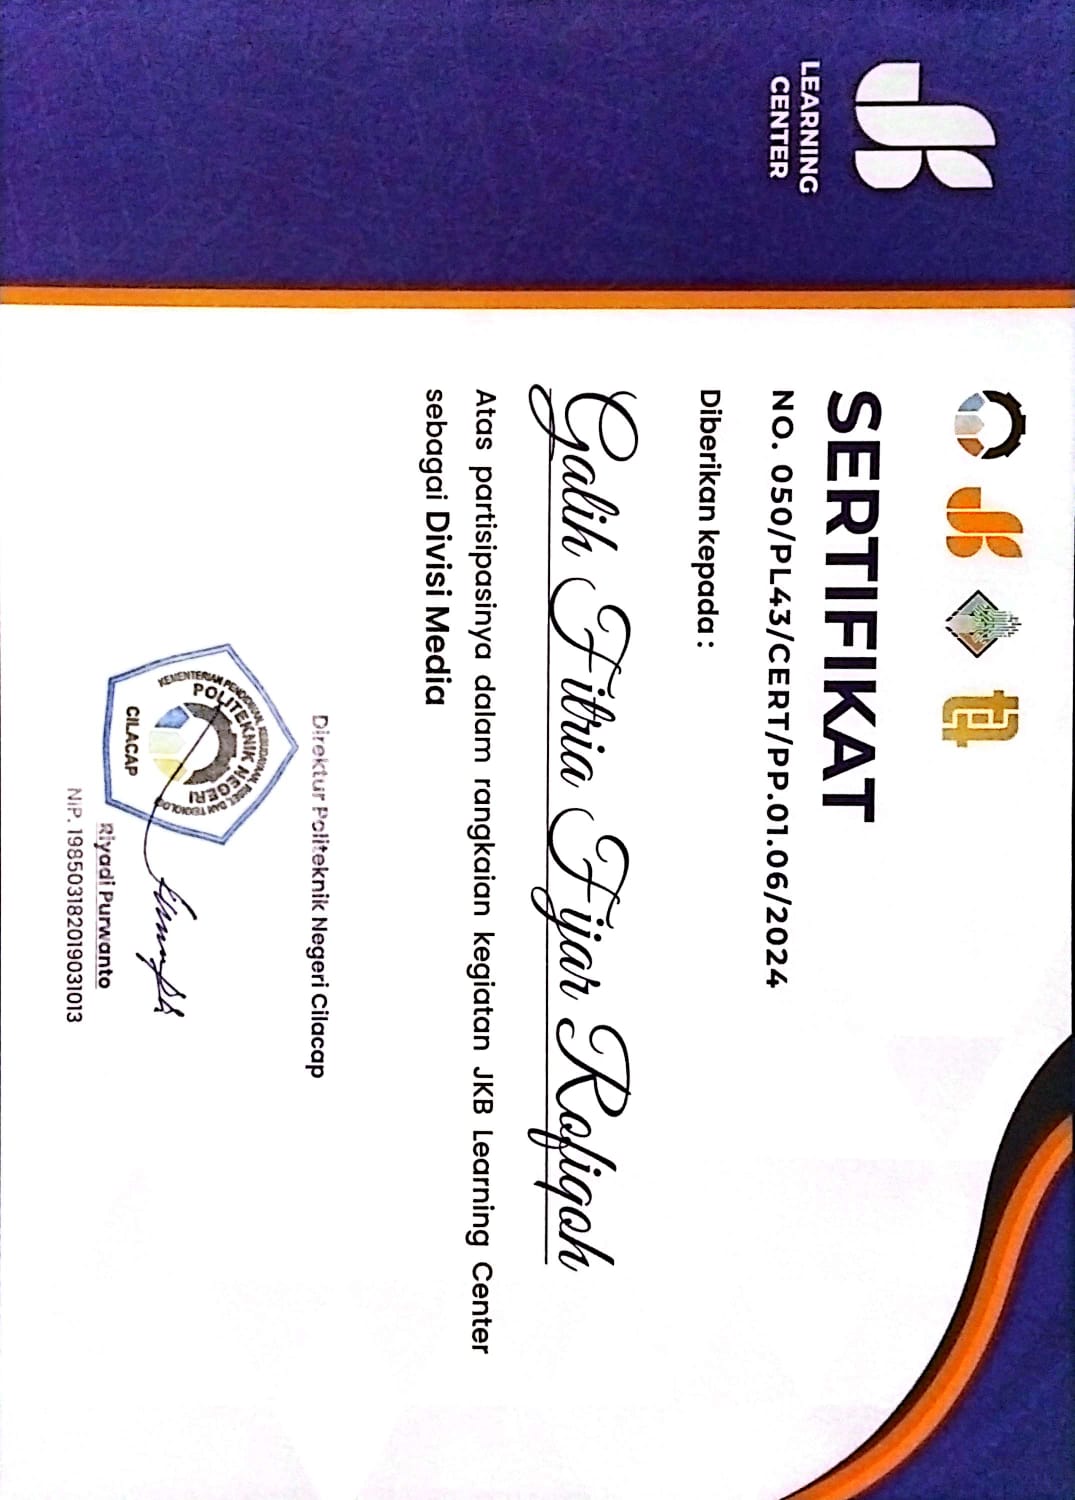 LEARNING
CENTER
SERTIFIKAT
NO. 050/PL43/CERT/PP.01.06/2024
Diberikan kepada :
Galih Fitria Fijar Rofiqoh
Atas partisipasinya dalam rangkaian kegiatan JKB Learning Center
sebagai Divisi Media
Direktur Politeknik Negeri Cilacap
KEMENTERIAN PENDIDIKAN, KEBUDAYAAN, RISET, DAN TEKNOLOGI
POLITEKNIK NEGERI
CILACAP
Riyadi Purwanto
NIP. 198503182019031013